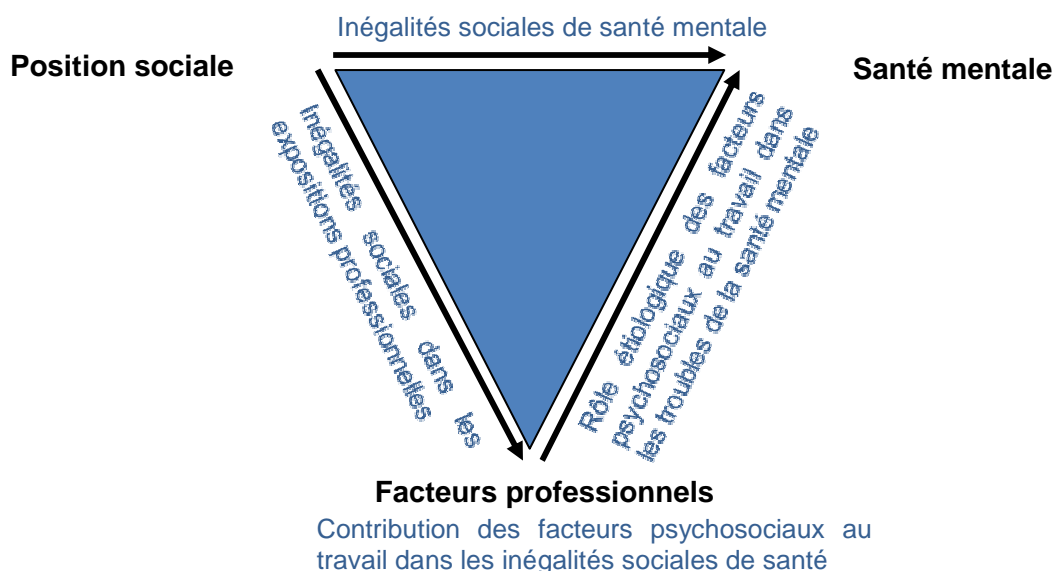 Inégalités sociales de santé mentale
Position sociale
Santé mentale
Inégalités sociales dans les
expositions professionnelles
Rôle étiologique des facteurs
psychosociaux au travail dans
les troubles de la santé mentale
Facteurs professionnels
Contribution des facteurs psychosociaux au
travail dans les inégalités sociales de santé